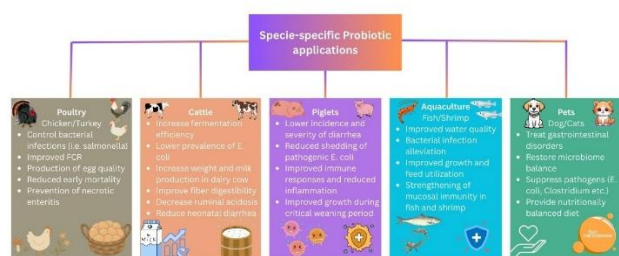 Specie-specific Probiotic
applications
Poultry
Chicken/Turkey
Control bacterial
infections (i.e. salmonella)
Improved FCR
Production of egg quality
Reduced early mortality
Prevention of necrotic
enteritis
Cattle
Increase fermentation
efficiency
Lower prevalence of E.
coli
Increase weight and milk
production in dairy cow
Improve fiber digestibility
Decrease ruminal acidosis
Reduce neonatal diarrhea
MILK
Piglets
Lower incidence and
severity of diarrhea
Reduced shedding of
pathogenic E. coli
Improved immune
responses and reduced
inflammation
Improved growth during
critical weaning period
Aquaculture
Fish/Shrimp
Improved water quality
Bacterial infection
alleviation
Improved growth and
feed utilization
Strengthening of
mucosal immunity in
fish and shrimp
Pets
Dog/Cats
Treat gastrointestinal
disorders
Restore microbiome
balance
Suppress pathogens (E.
coli, Clostridium etc.)
Provide nutritionally
balanced diet